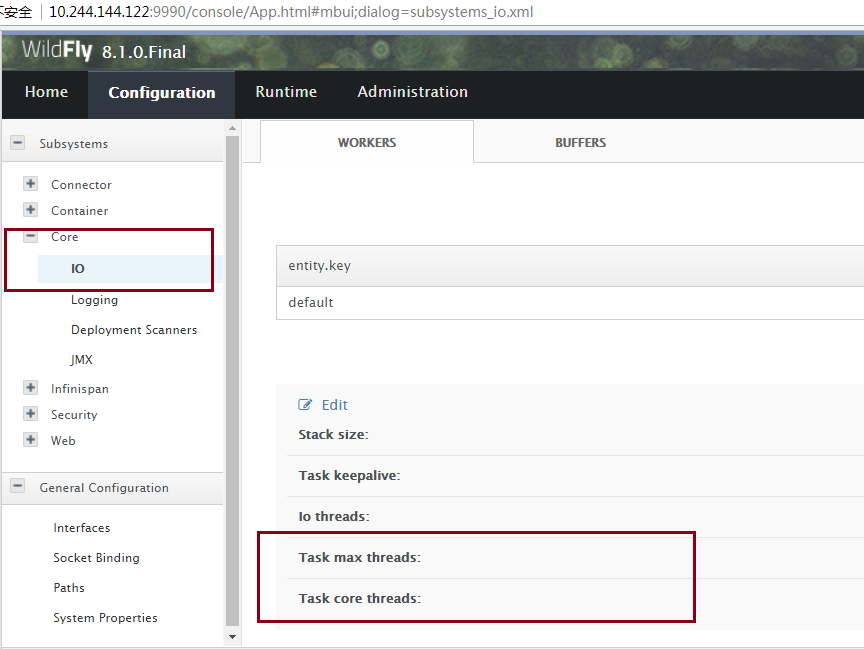 不安全 10.244.144.122:9990/console/App.html#mbui;dialog=subsystems_io.xml
WildFly 8.1.0.Final
Home Configuration Runtime Administration
Subsystems
Connector
Container
Core
IO
Logging
Deployment Scanners
JMX
Infinispan
Security
Web
General Configuration
Interfaces
Socket Binding
Paths
System Properties
WORKERS BUFFERS
entity.key
default
Edit
Stack size:
Task keepalive:
Io threads:
Task max threads:
Task core threads: